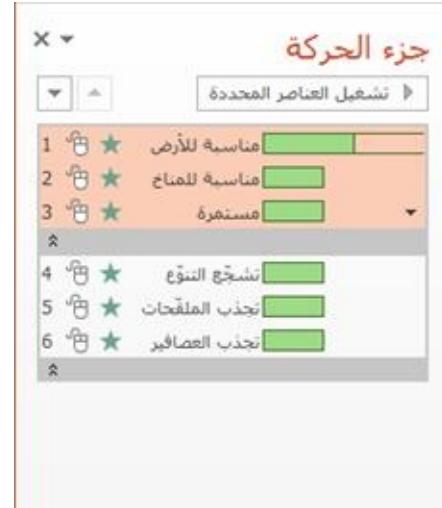 جزء الحركة
تشغيل العناصر المحددة
1 مناسبة للأرض
2 مناسبة للمناخ
3 مستمرة
4 تشجّع التنوّع
5 تجذب الملقّحات
6 تجذب العصافير